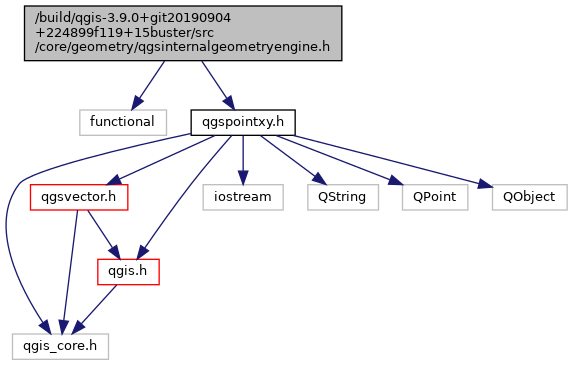 /build/qgis-3.9.0+git20190904
+224899f119+15buster/src
/core/geometry/qgsinternalgeometryengine.h
functional
qgspointxy.h
qgsvector.h
iostream
QString
QPoint
QObject
qgis.h
qgis_core.h